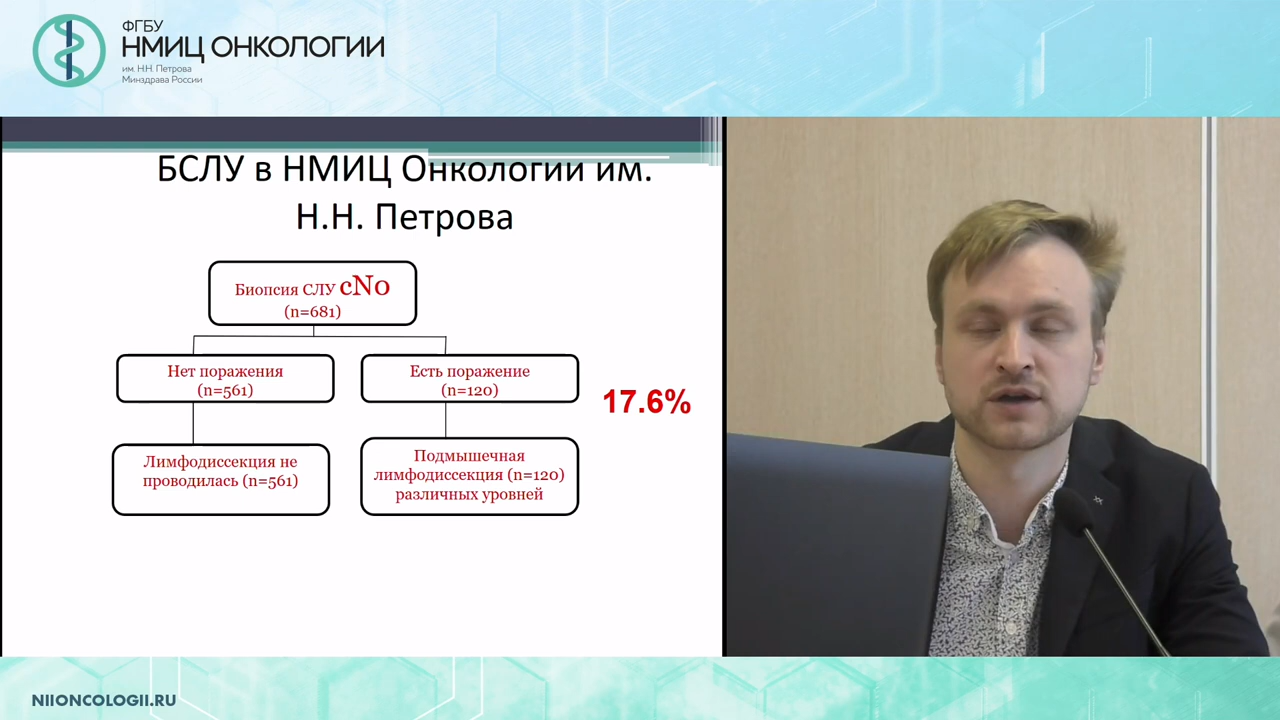 ФГБУ
НМИЦ ОНКОЛОГИИ
им. Н.Н. Петрова
Минздрава России
БСЛУ в НМИЦ Онкологии им.
Н.Н. Петрова
Биопсия СЛУ cN0
(n=681)
Нет поражения
(n=561)
Есть поражение
(n=120)
17.6%
Лимфодиссекция не
проводилась (n=561)
Подмышечная
лимфодиссекция (n=120)
различных уровней
NIIONCOLOGII.RU